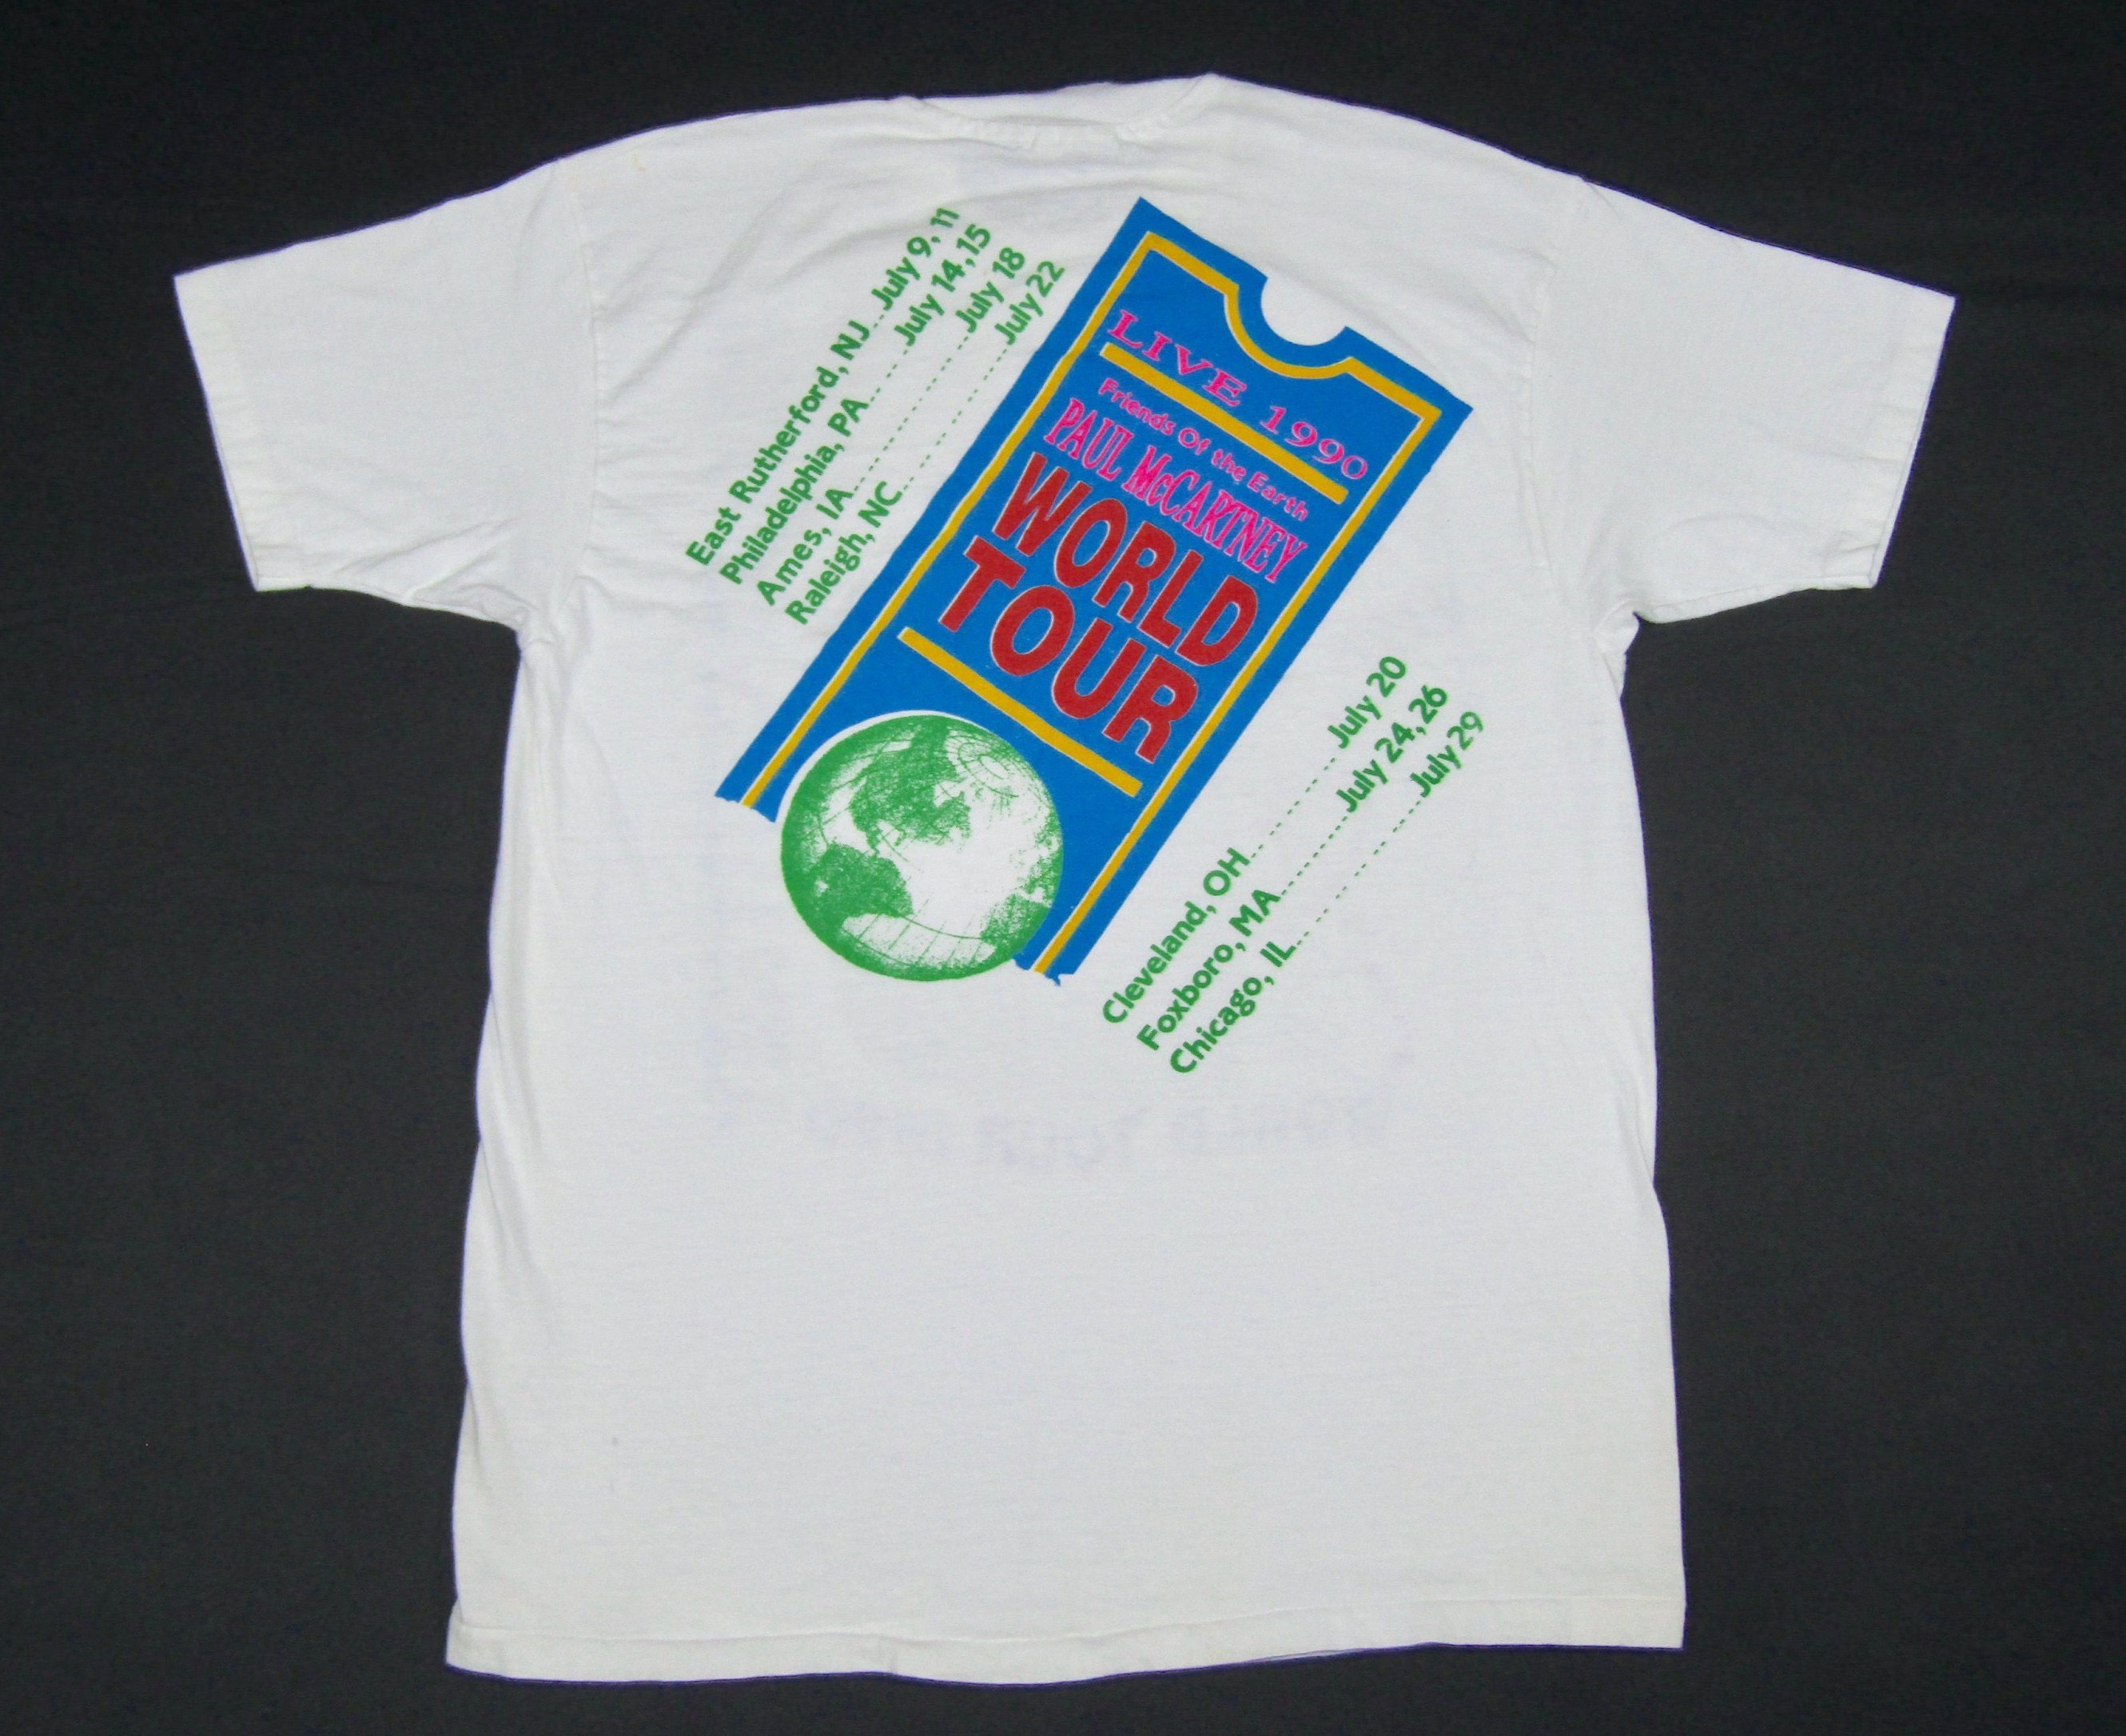 East Rutherford, NJ...July 9, 11
Philadelphia, PA.......July 14, 15
Ames, IA..................July 18
Raleigh, NC...............July 22
LIVE 1990
Friends Of the Earth
PAUL McCARTNEY
WORLD
TOUR
Cleveland, OH...............July 20
Foxboro, MA.............July 24, 26
Chicago, IL....................July 29